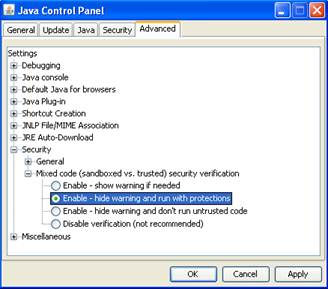 Java Control Panel
General Update Java Security Advanced
Settings
Debugging
Java console
Default Java for browsers
Java Plug-in
Shortcut Creation
JNLP File/MIME Association
JRE Auto-Download
Security
General
Mixed code (sandboxed vs. trusted) security verification
Enable - show warning if needed
Enable - hide warning and run with protections
Enable - hide warning and don't run untrusted code
Disable verification (not recommended)
Miscellaneous
OK Cancel Apply